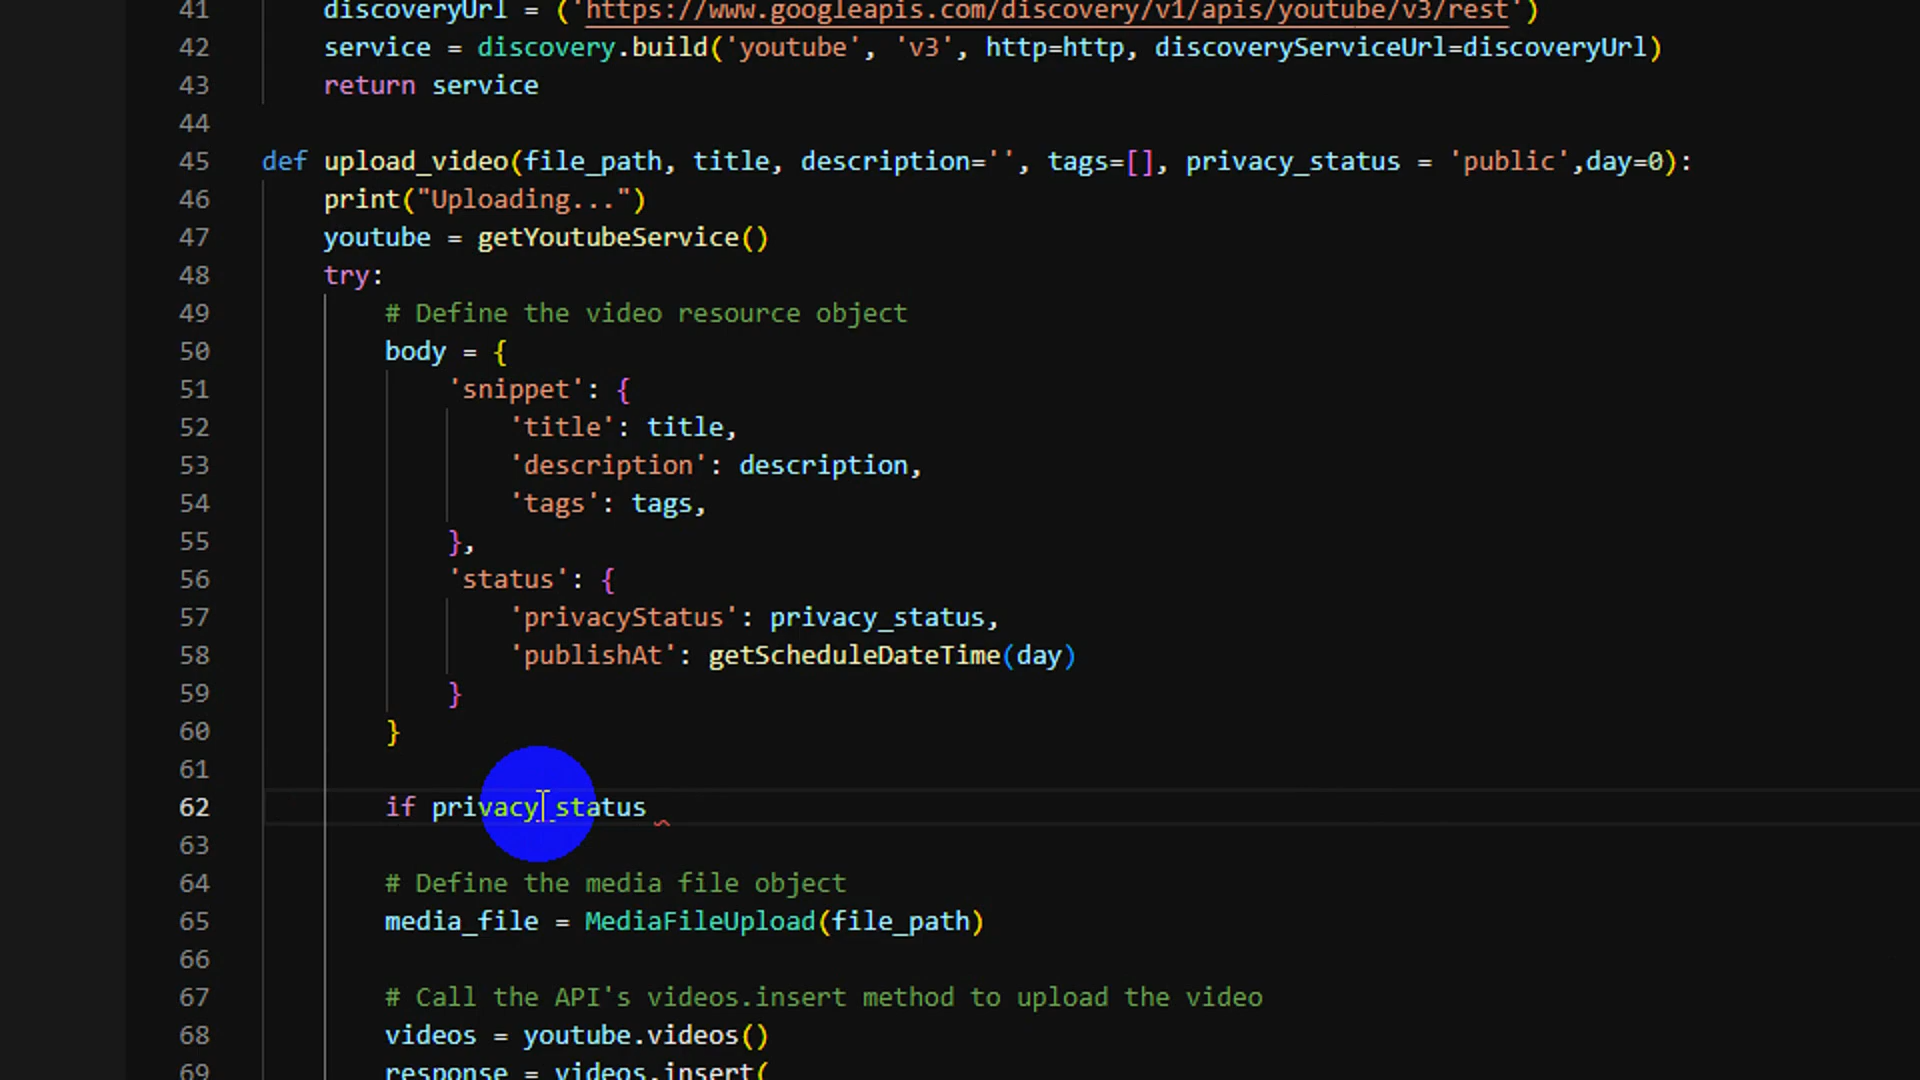 41 discoveryUrl = ('https://www.googleapis.com/discovery/v1/apis/youtube/v3/rest')
42 service = discovery.build('youtube', 'v3', http=http, discoveryServiceUrl=discoveryUrl)
43 return service
44
45 def upload_video(file_path, title, description='', tags=[], privacy_status = 'public',day=0):
46 print("Uploading...")
47 youtube = getYoutubeService()
48 try:
49 # Define the video resource object
50 body = {
51 'snippet': {
52 'title': title,
53 'description': description,
54 'tags': tags,
55 },
56 'status': {
57 'privacyStatus': privacy_status,
58 'publishAt': getScheduleDateTime(day)
59 }
60 }
61
62 if privacy_status
63
64 # Define the media file object
65 media_file = MediaFileUpload(file_path)
66
67 # Call the API's videos.insert method to upload the video
68 videos = youtube.videos()
69 response = videos.insert(